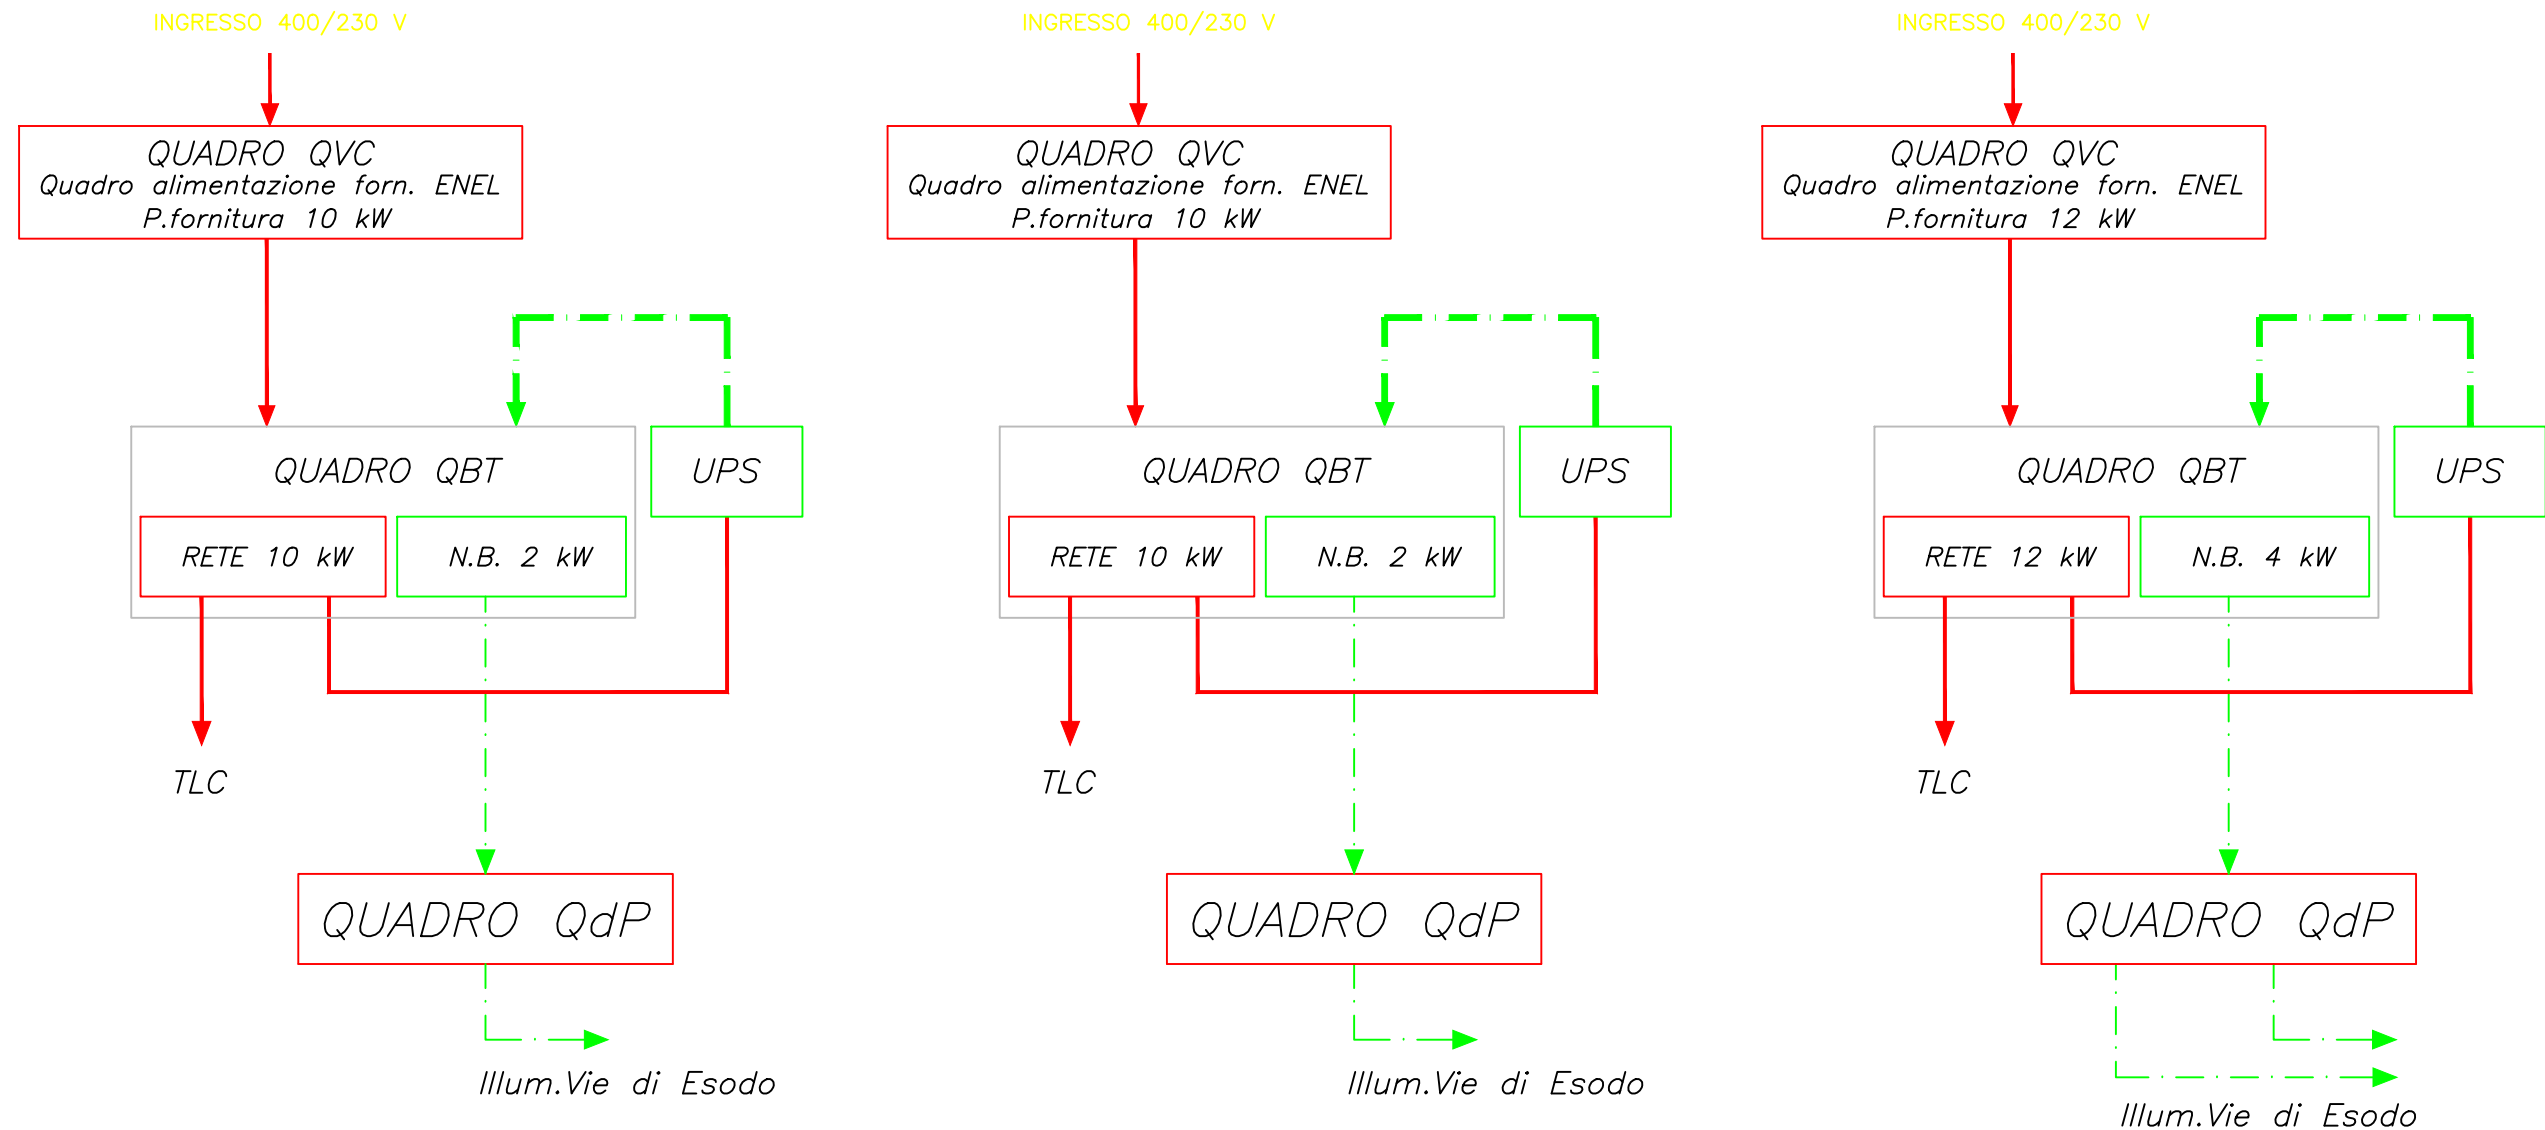 INGRESSO 400/230 V
QUADRO QVC
Quadro alimentazione forn. ENEL
P.fornitura 10 kW
QUADRO QBT
UPS
RETE 10 kW
N.B. 2 kW
TLC
QUADRO QdP
Illum.Vie di Esodo
INGRESSO 400/230 V
QUADRO QVC
Quadro alimentazione forn. ENEL
P.fornitura 10 kW
QUADRO QBT
UPS
RETE 10 kW
N.B. 2 kW
TLC
QUADRO QdP
Illum.Vie di Esodo
INGRESSO 400/230 V
QUADRO QVC
Quadro alimentazione forn. ENEL
P.fornitura 12 kW
QUADRO QBT
UPS
RETE 12 kW
N.B. 4 kW
TLC
QUADRO QdP
Illum.Vie di Esodo